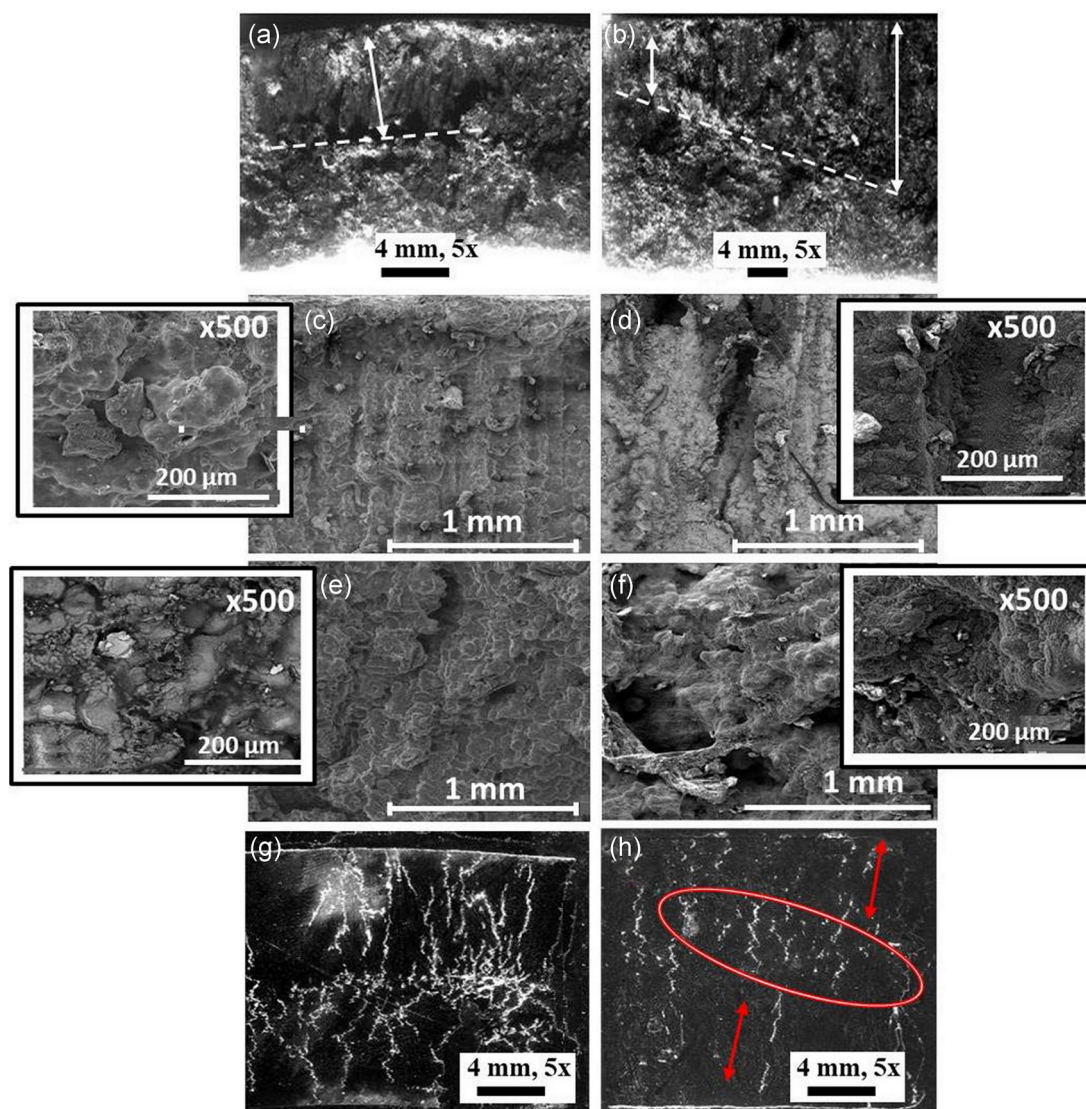 (a)
(b)
4 mm, 5x
4 mm, 5x
x500
(c)
200 µm
1 mm
(d)
x500
200 µm
1 mm
x500
(e)
200 µm
1 mm
(f)
x500
200 µm
1 mm
(g)
4 mm, 5x
(h)
4 mm, 5x